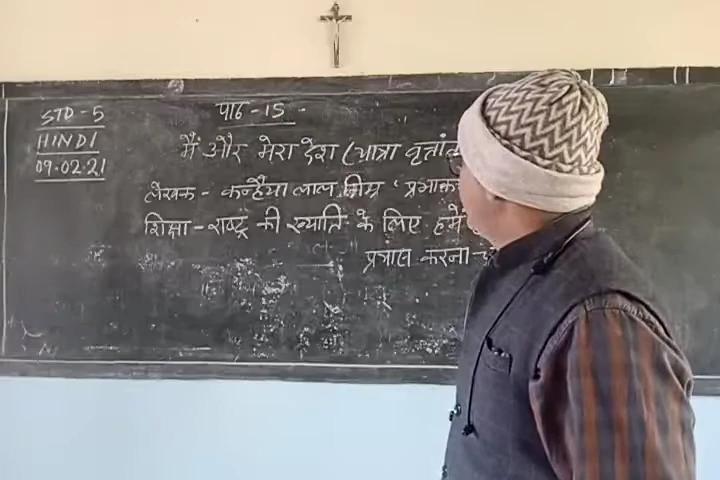 STD - 5
HINDI
09.02.21
पाठ - 15
मैं और मेरा देश (यात्रा वृत्तांत
लेखक - कन्हैया लाल मिश्र 'प्रभाक
शिक्षा - राष्ट्र की ख्याति के लिए हमें
प्रयास करना